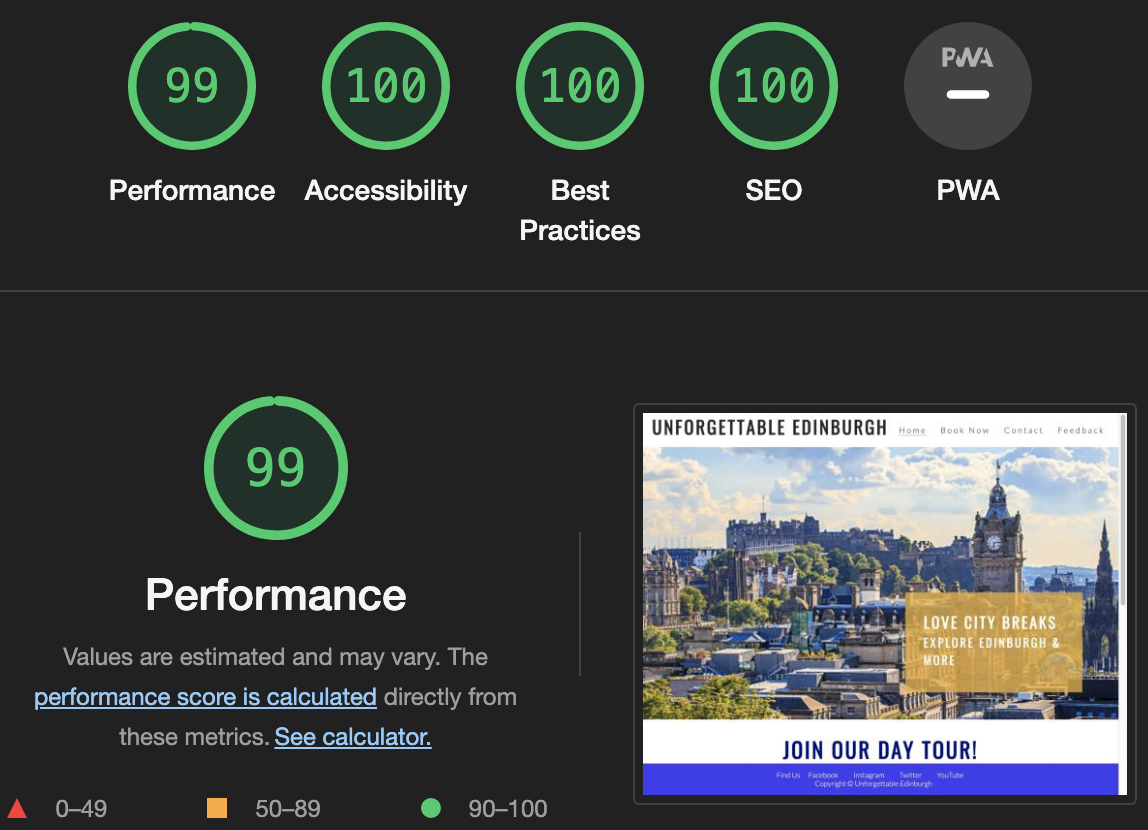 99
100
100
100
PWA
Performance
Accessibility
Best
Practices
SEO
PWA
99
Performance
Values are estimated and may vary. The
performance score is calculated directly from
these metrics. See calculator.
0–49
50–89
90–100
UNFORGETTABLE EDINBURGH
Home Book Now Contact Feedback
LOVE CITY BREAKS
EXPLORE EDINBURGH &
MORE
JOIN OUR DAY TOUR!
Find Us Facebook Instagram Twitter YouTube
Copyright © Unforgettable Edinburgh